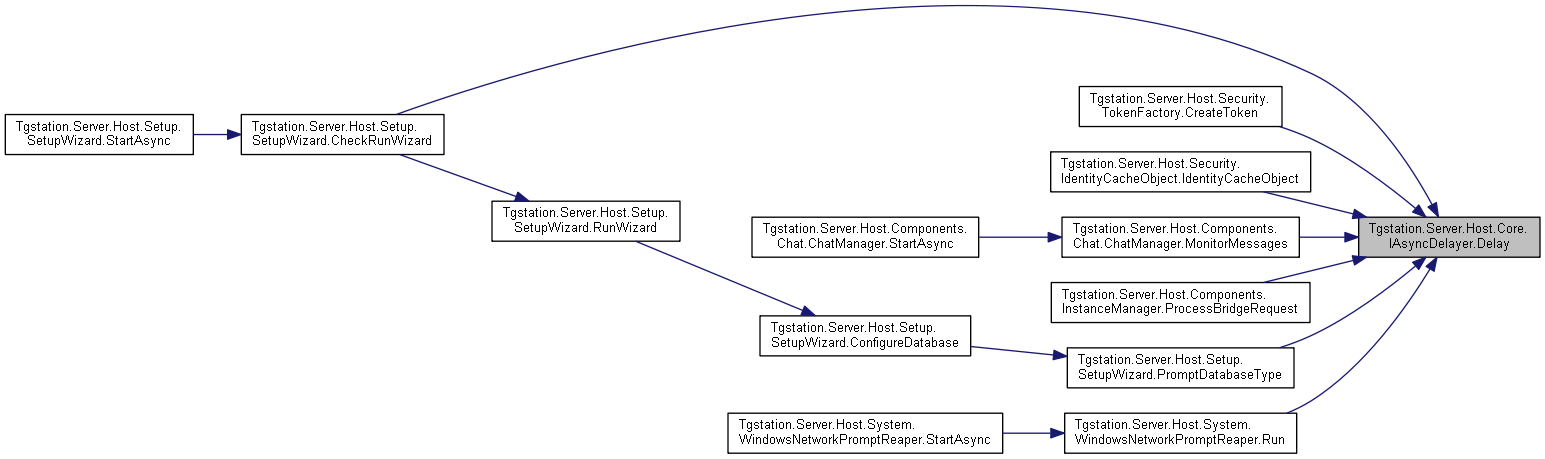 Tgstation.Server.Host.Setup.
SetupWizard.StartAsync
Tgstation.Server.Host.Setup.
SetupWizard.CheckRunWizard
Tgstation.Server.Host.Setup.
SetupWizard.RunWizard
Tgstation.Server.Host.Components.
Chat.ChatManager.StartAsync
Tgstation.Server.Host.Setup.
SetupWizard.ConfigureDatabase
Tgstation.Server.Host.System.
WindowsNetworkPromptReaper.StartAsync
Tgstation.Server.Host.Security.
TokenFactory.CreateToken
Tgstation.Server.Host.Security.
IdentityCacheObject.IdentityCacheObject
Tgstation.Server.Host.Components.
Chat.ChatManager.MonitorMessages
Tgstation.Server.Host.Components.
InstanceManager.ProcessBridgeRequest
Tgstation.Server.Host.Setup.
SetupWizard.PromptDatabaseType
Tgstation.Server.Host.System.
WindowsNetworkPromptReaper.Run
Tgstation.Server.Host.Core.
IAsyncDelayer.Delay